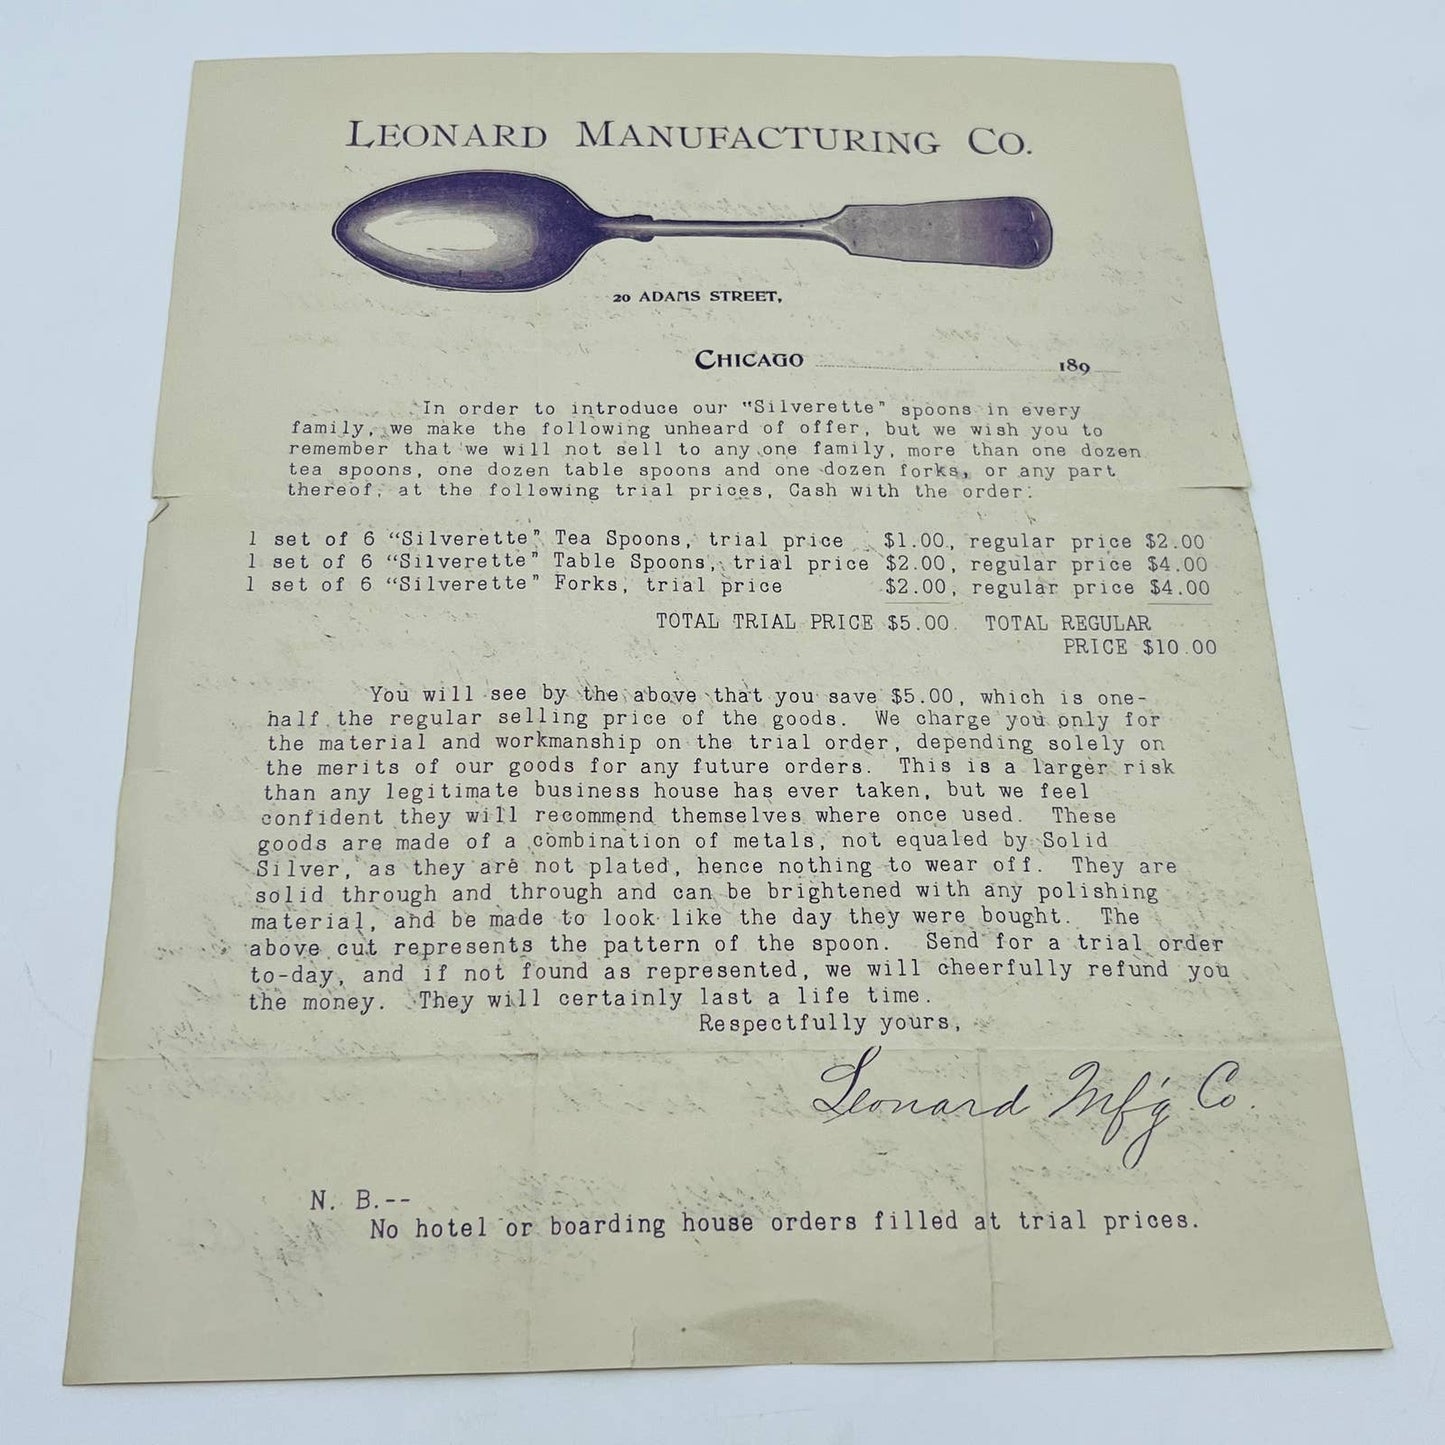 LEONARD MANUFACTURING CO.
20 ADAMS STREET,
CHICAGO 189
In order to introduce our "Silverette" spoons in every
family, we make the following unheard of offer, but we wish you to
remember that we will not sell to any one family, more than one dozen
tea spoons, one dozen table spoons and one dozen forks, or any part
thereof, at the following trial prices, Cash with the order:
1 set of 6 "Silverette" Tea Spoons, trial price $1.00, regular price $2.00
1 set of 6 "Silverette" Table Spoons, trial price $2.00, regular price $4.00
1 set of 6 "Silverette" Forks, trial price $2.00, regular price $4.00
TOTAL TRIAL PRICE $5.00. TOTAL REGULAR
PRICE $10.00
You will see by the above that you save $5.00, which is one-
half the regular selling price of the goods. We charge you only for
the material and workmanship on the trial order, depending solely on
the merits of our goods for any future orders. This is a larger risk
than any legitimate business house has ever taken, but we feel
confident they will recommend themselves where once used. These
goods are made of a combination of metals, not equaled by Solid
Silver, as they are not plated, hence nothing to wear off. They are
solid through and through and can be brightened with any polishing
material, and be made to look like the day they were bought. The
above cut represents the pattern of the spoon. Send for a trial order
to-day, and if not found as represented, we will cheerfully refund you
the money. They will certainly last a life time.
Respectfully yours,
Leonard Mf'g Co.
N. B.--
No hotel or boarding house orders filled at trial prices.